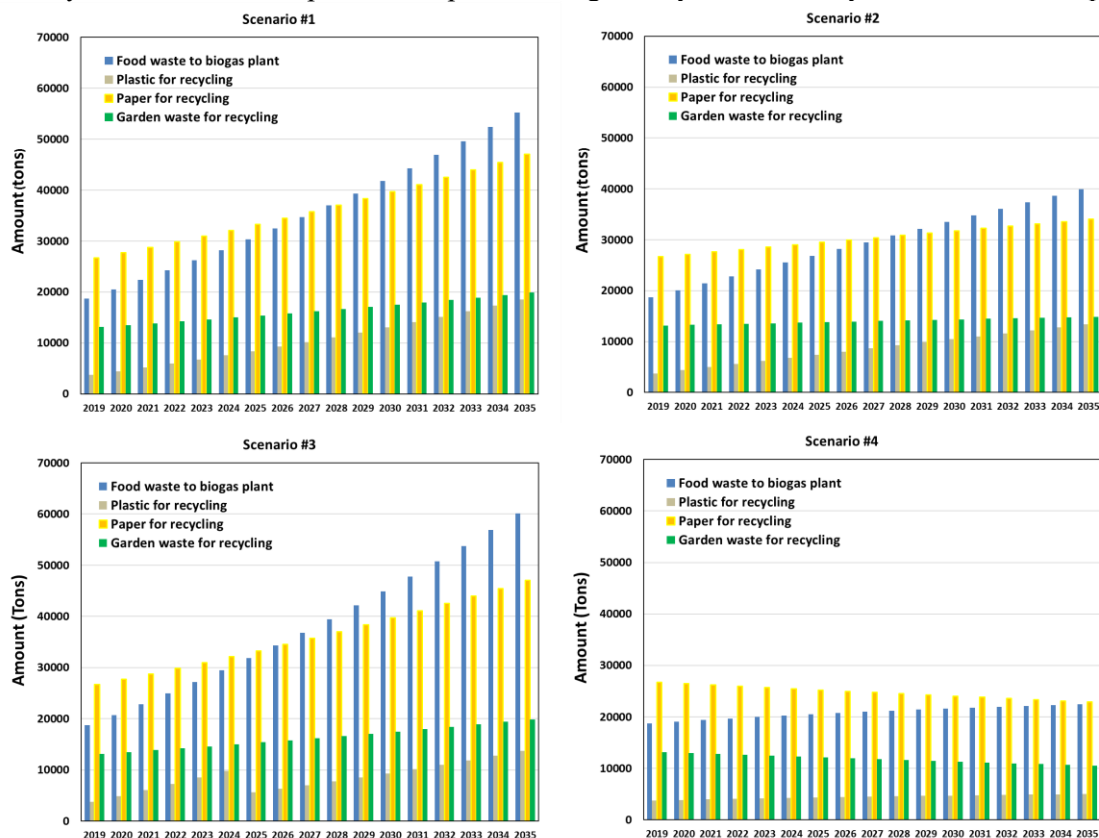 Scenario #1
70000
60000
50000
40000
30000
20000
10000
0
Amount (tons)
Food waste to biogas plant
Plastic for recycling
Paper for recycling
Garden waste for recycling
2019 2020 2021 2022 2023 2024 2025 2026 2027 2028 2029 2030 2031 2032 2033 2034 2035
Scenario #2
70000
60000
50000
40000
30000
20000
10000
0
Amount (tons)
Food waste to biogas plant
Plastic for recycling
Paper for recycling
Garden waste for recycling
2019 2020 2021 2022 2023 2024 2025 2026 2027 2028 2029 2030 2031 2032 2033 2034 2035
Scenario #3
70000
60000
50000
40000
30000
20000
10000
0
Amount (Tons)
Food waste to biogas plant
Plastic for recycling
Paper for recycling
Garden waste for recycling
2019 2020 2021 2022 2023 2024 2025 2026 2027 2028 2029 2030 2031 2032 2033 2034 2035
Scenario #4
70000
60000
50000
40000
30000
20000
10000
0
Amount (Tons)
Food waste to biogas plant
Plastic for recycling
Paper for recycling
Garden waste for recycling
2019 2020 2021 2022 2023 2024 2025 2026 2027 2028 2029 2030 2031 2032 2033 2034 2035